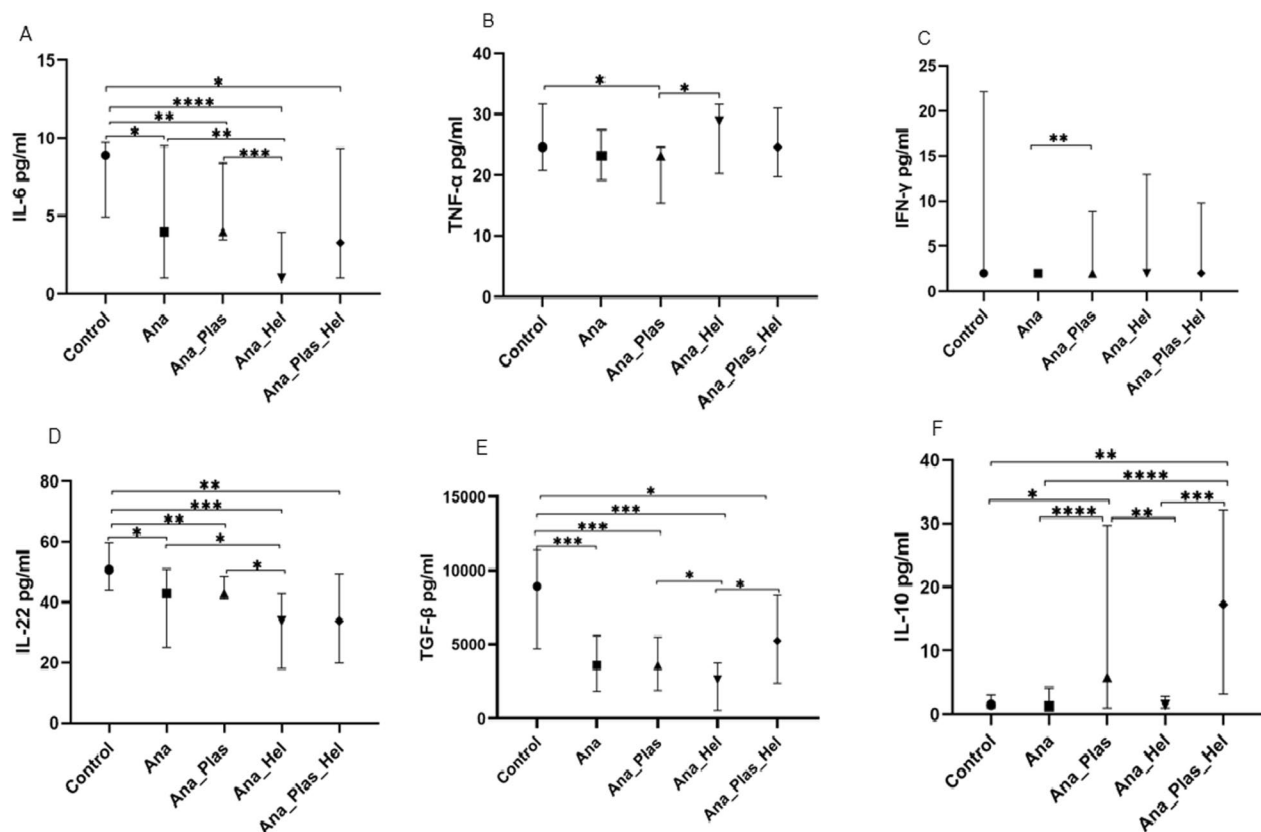 A
IL-6 pg/ml
15
10
5
0
*
****
**
*
**
***
Control
Ana
Ana_Plas
Ana_Hel
Ana_Plas_Hel
B
TNF-α pg/ml
40
30
20
10
0
*
*
Control
Ana
Ana_Plas
Ana_Hel
Ana_Plas_Hel
C
IFN-γ pg/ml
25
20
15
10
5
0
**
Control
Ana
Ana_Plas
Ana_Hel
Ana_Plas_Hel
D
IL-22 pg/ml
80
60
40
20
0
**
***
**
*
*
*
Control
Ana
Ana_Plas
Ana_Hel
Ana_Plas_Hel
E
TGF-β pg/ml
15000
10000
5000
0
*
***
***
***
*
*
Control
Ana
Ana_Plas
Ana_Hel
Ana_Plas_Hel
F
IL-10 pg/ml
40
30
20
10
0
**
****
*
***
****
**
Control
Ana
Ana_Plas
Ana_Hel
Ana_Plas_Hel